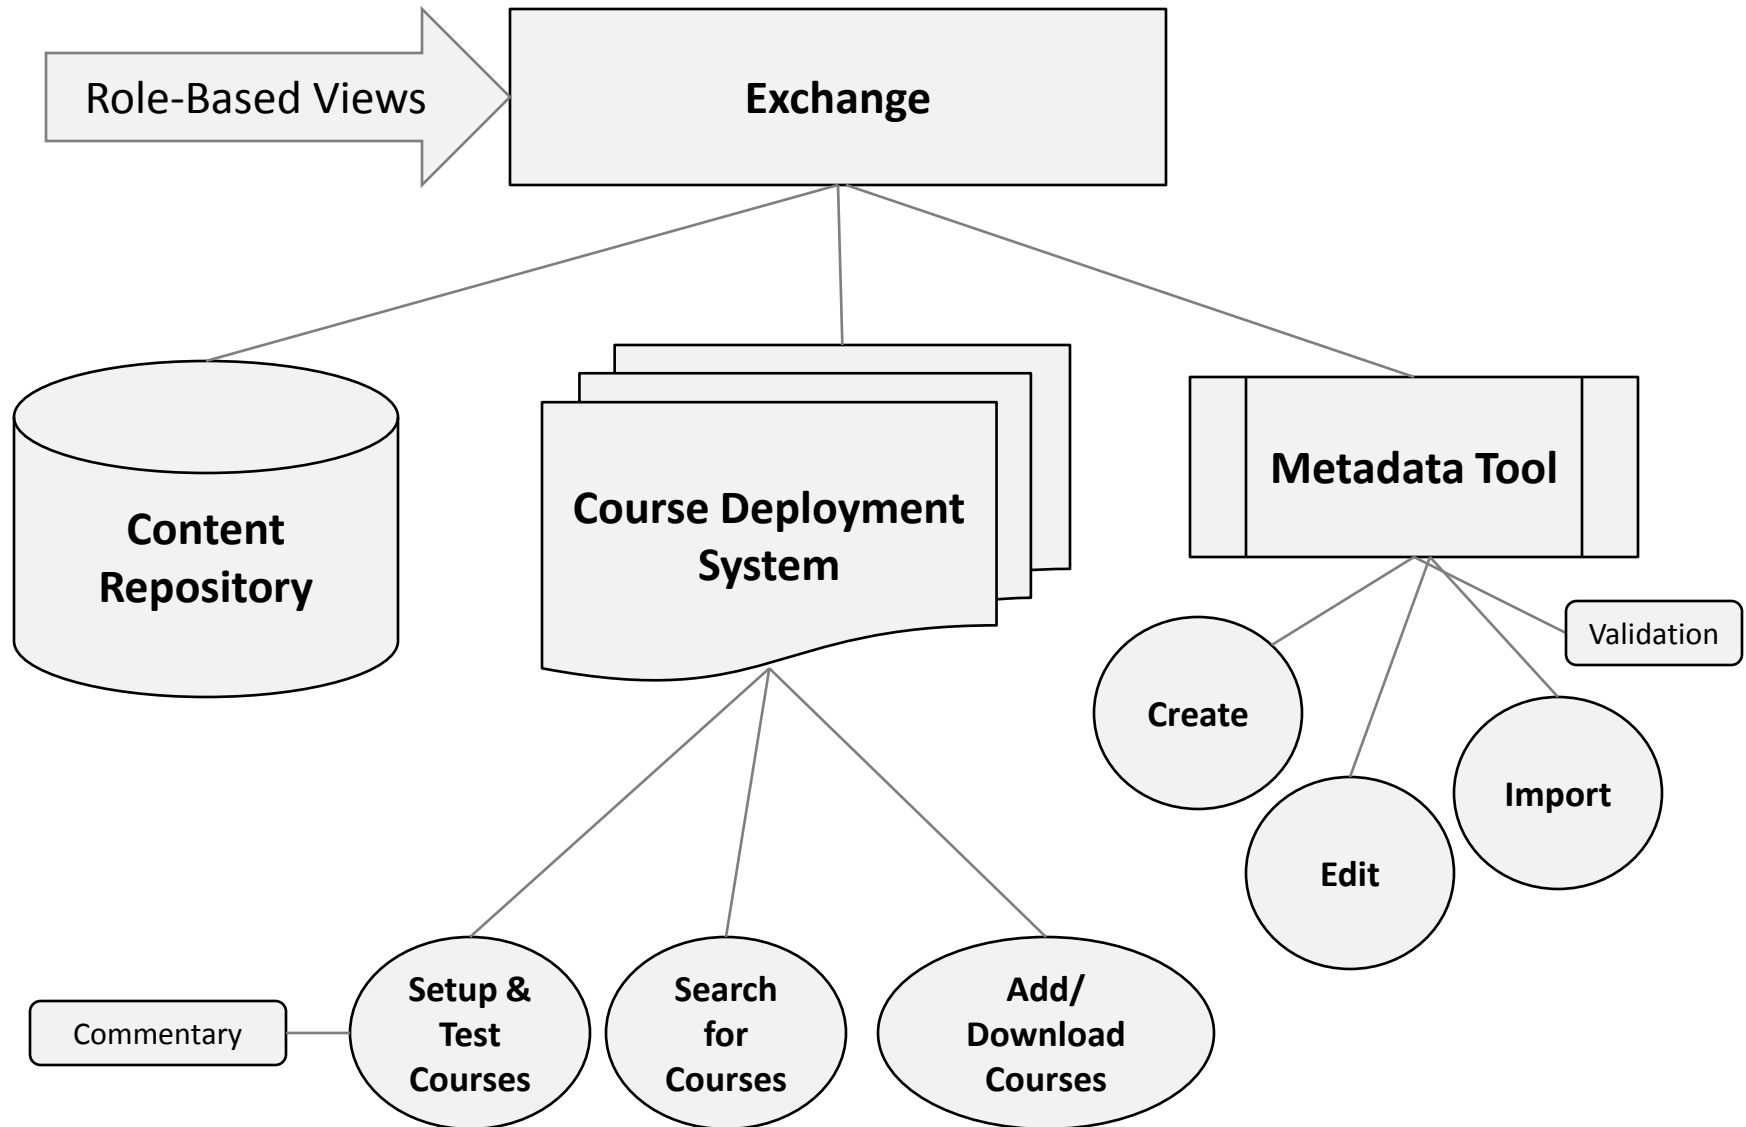 Role-Based Views
Exchange
Content
Repository
Course Deployment
System
Metadata Tool
Validation
Create
Import
Edit
Commentary
Setup &
Test
Courses
Search
for
Courses
Add/
Download
Courses